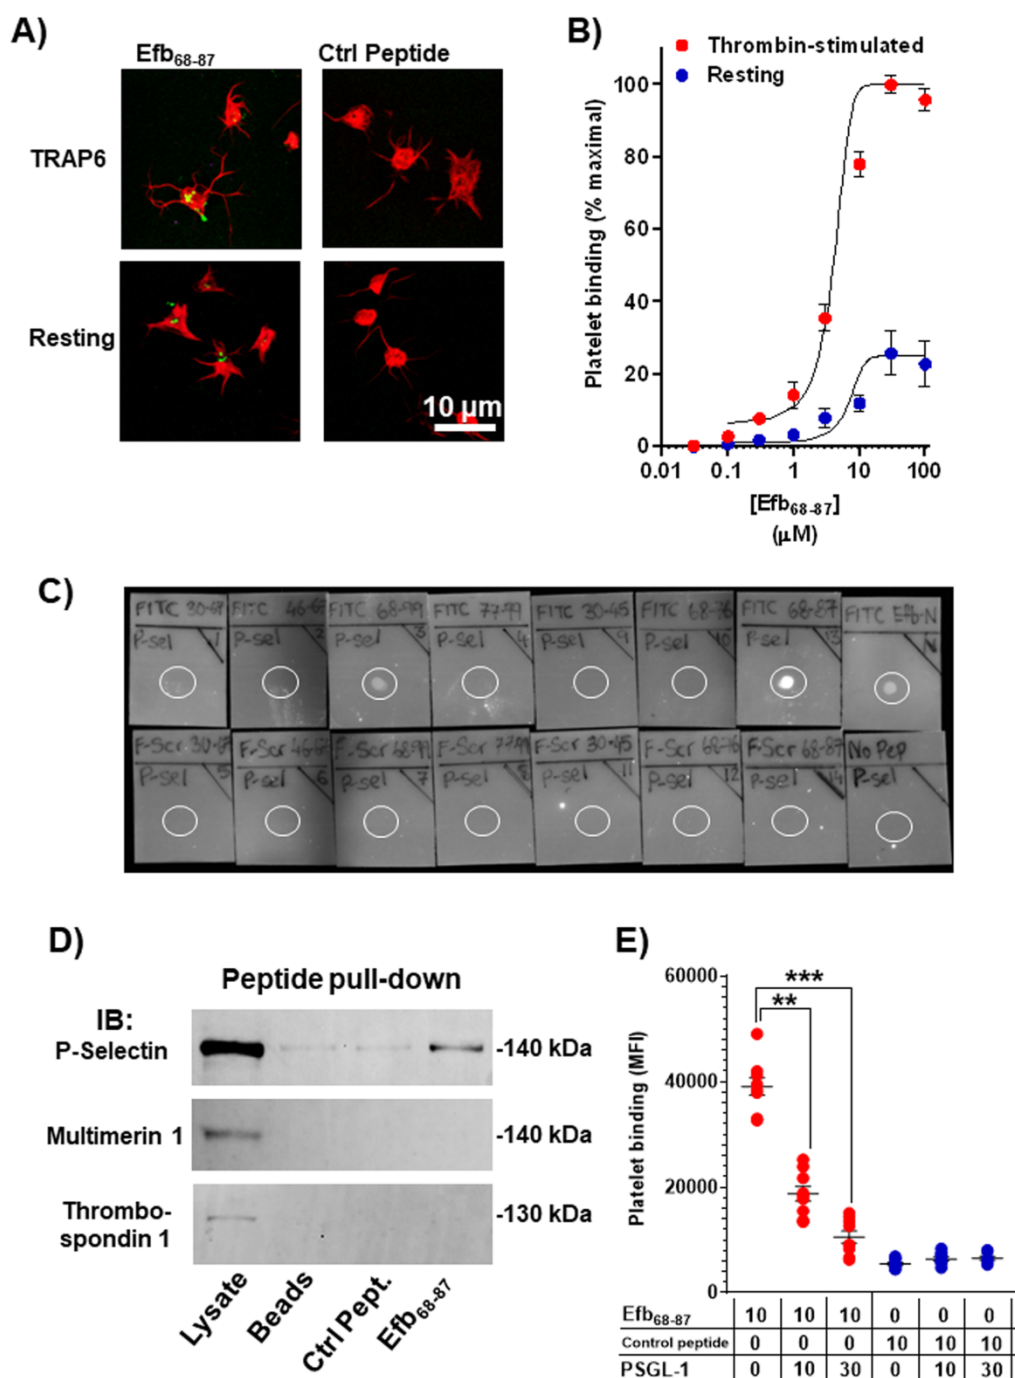 A)
Efb68-87
Ctrl Peptide
TRAP6
Resting
10 µm
B)
Thrombin-stimulated
Resting
Platelet binding (% maximal)
100
80
60
40
20
0
0.01 0.1 1 10 100
[Efb68-87]
(µM)
C)
FITC 30-67 FITC 46-67 FITC 68-99 FITC 77-99 FITC 30-45 FITC 68-76 FITC 68-87 FITC Efb-N
P-sel 1 P-sel 2 P-sel 3 P-sel 4 P-sel 9 P-sel 10 P-sel 13 P-sel N
F-Scr 30-67 F-Scr 46-67 F-Scr 68-99 F-Scr 77-99 F-Scr 30-45 F-Scr 68-76 F-Scr 68-87 No Pep
P-sel 5 P-sel 6 P-sel 7 P-sel 8 P-sel 11 P-sel 12 P-sel 14 P-sel
D)
Peptide pull-down
IB:
P-Selectin
-140 kDa
Multimerin 1
-140 kDa
Thrombo-
spondin 1
-130 kDa
Lysate
Beads
Ctrl Pept.
Efb68-87
E)
Platelet binding (MFI)
60000
40000
20000
0
***
**
Efb68-87 10 10 10 0 0 0
Control peptide 0 0 0 10 10 10
PSGL-1 0 10 30 0 10 30